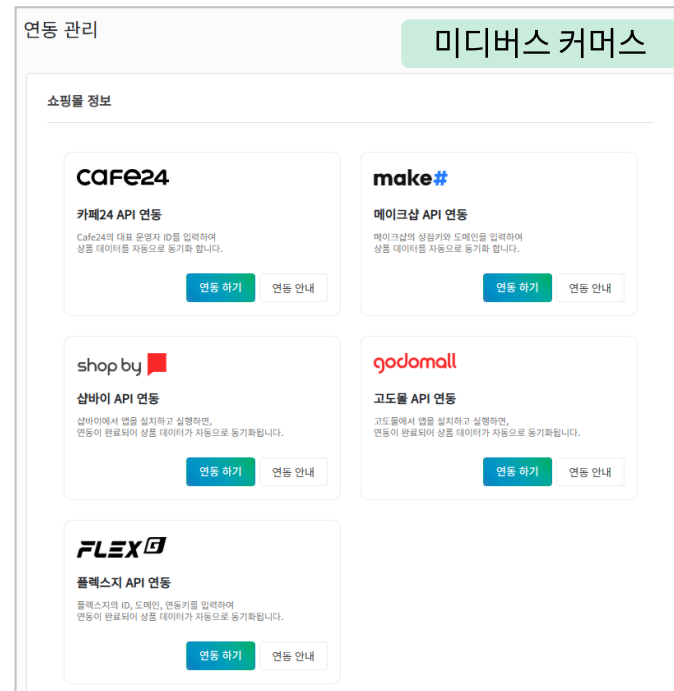 연동 관리
미디버스 커머스
쇼핑몰 정보
CAFE24
카페24 API 연동
Cafe24의 대표 운영자 ID를 입력하여
상품 데이터를 자동으로 동기화 합니다.
연동 하기
연동 안내
make#
메이크샵 API 연동
메이크샵의 상점키와 도메인을 입력하여
상품 데이터를 자동으로 동기화 합니다.
연동 하기
연동 안내
shop by
샵바이 API 연동
샵바이에서 앱을 설치하고 실행하면,
연동이 완료되어 상품 데이터가 자동으로 동기화됩니다.
연동 하기
연동 안내
godomall
고도몰 API 연동
고도몰에서 앱을 설치하고 실행하면,
연동이 완료되어 상품 데이터가 자동으로 동기화됩니다.
연동 하기
연동 안내
FLEX G
플렉스지 API 연동
플렉스지의 ID, 도메인, 연동키를 입력하여
연동이 완료되어 상품 데이터가 자동으로 동기화됩니다.
연동 하기
연동 안내